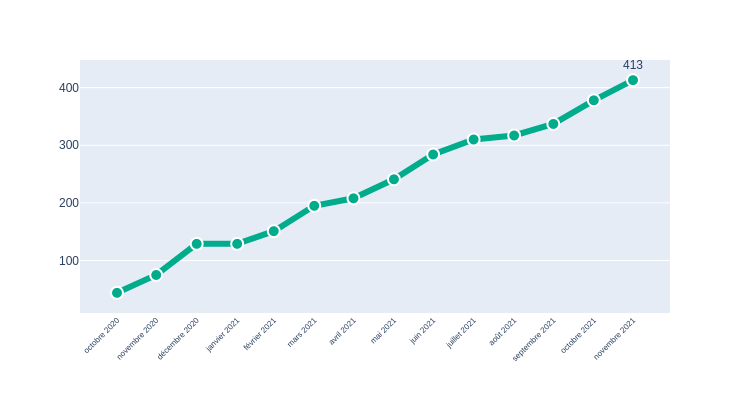 413
400
300
200
100
octobre 2020
novembre 2020
décembre 2020
janvier 2021
février 2021
mars 2021
avril 2021
mai 2021
juin 2021
juillet 2021
août 2021
septembre 2021
octobre 2021
novembre 2021